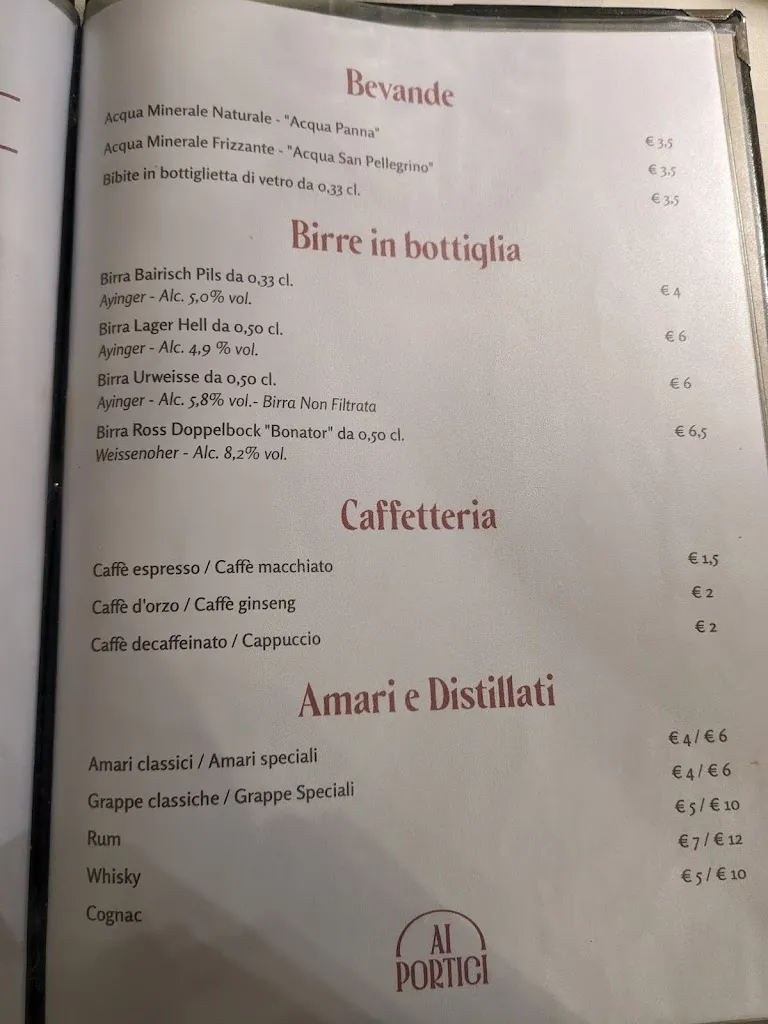 Bevande
Acqua Minerale Naturale - "Acqua Panna" € 3,5
Acqua Minerale Frizzante - "Acqua San Pellegrino" € 3,5
Bibite in bottiglietta di vetro da 0,33 cl. € 3,5
Birre in bottiglia
Birra Bairisch Pils da 0,33 cl. € 4
Ayinger - Alc. 5,0% vol.
Birra Lager Hell da 0,50 cl. € 6
Ayinger - Alc. 4,9 % vol.
Birra Urweisse da 0,50 cl. € 6
Ayinger - Alc. 5,8% vol.- Birra Non Filtrata
Birra Ross Doppelbock "Bonator" da 0,50 cl. € 6,5
Weissenoher - Alc. 8,2% vol.
Caffetteria
Caffè espresso / Caffè macchiato € 1,5
Caffè d'orzo / Caffè ginseng € 2
Caffè decaffeinato / Cappuccio € 2
Amari e Distillati
Amari classici / Amari speciali € 4 / € 6
Grappe classiche / Grappe Speciali € 4 / € 6
Rum € 5 / € 10
Whisky € 7 / € 12
Cognac € 5 / € 10
AI
PORTICI